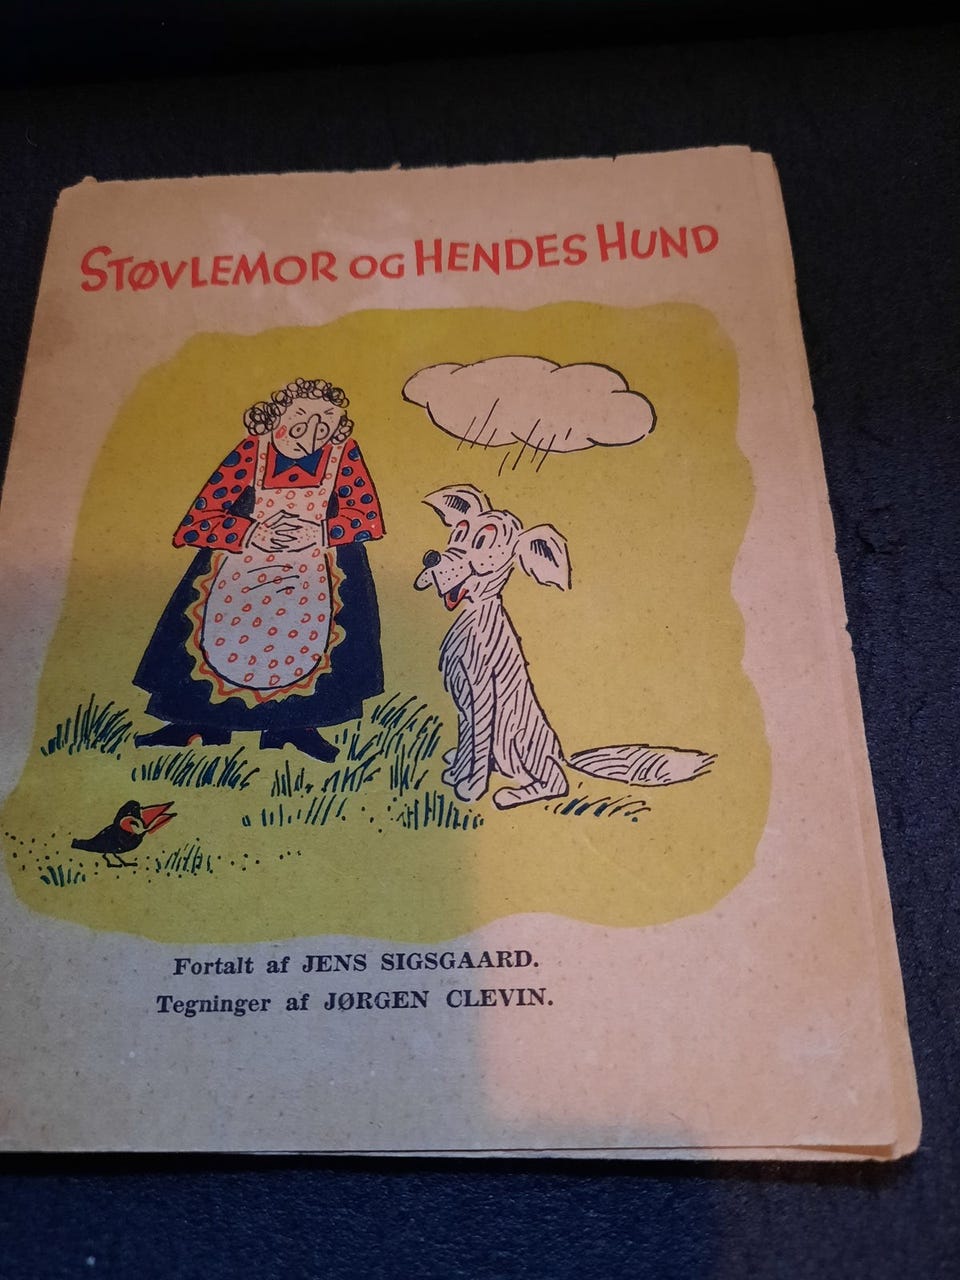 STØVLEMOR OG HENDES HUND
Fortalt af JENS SIGSGAARD.
Tegninger af JØRGEN CLEVIN.